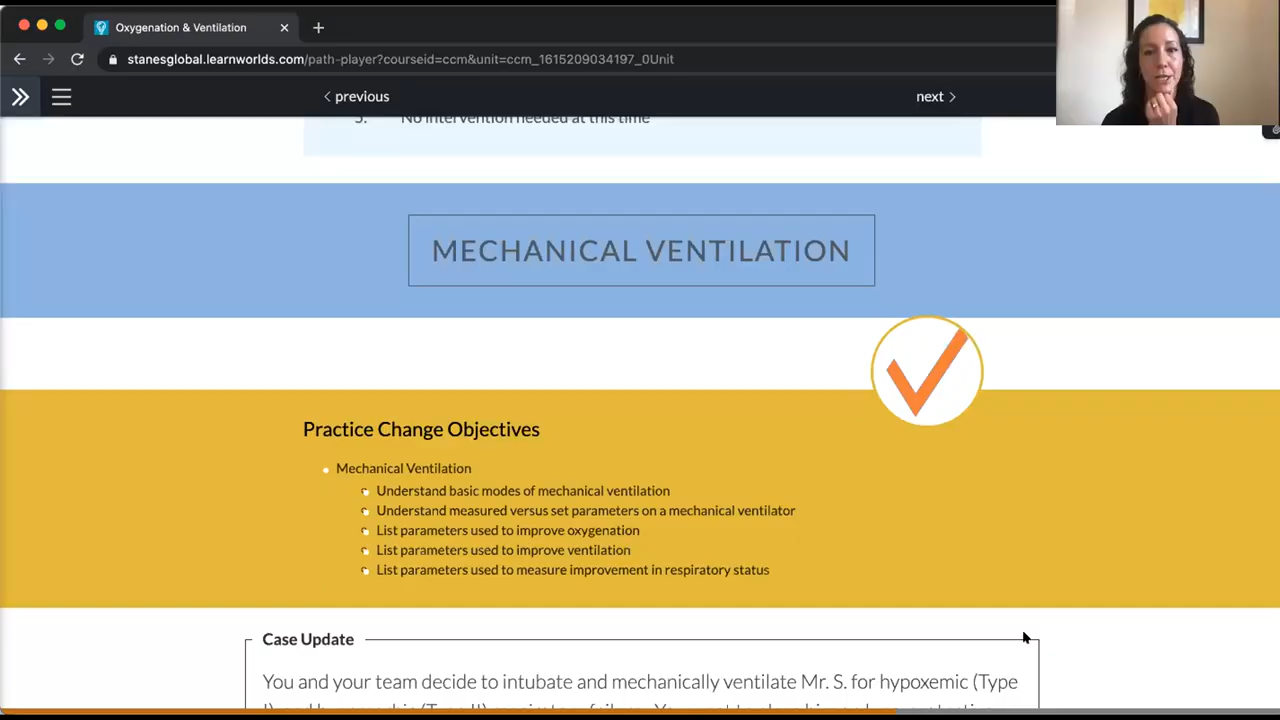 Oxygenation & Ventilation
stanesglobal.learnworlds.com/path-player?courseid=ccm&unit=ccm_1615209034197_0Unit
previous
next
5. No intervention needed at this time
MECHANICAL VENTILATION
Practice Change Objectives
Mechanical Ventilation
Understand basic modes of mechanical ventilation
Understand measured versus set parameters on a mechanical ventilator
List parameters used to improve oxygenation
List parameters used to improve ventilation
List parameters used to measure improvement in respiratory status
Case Update
You and your team decide to intubate and mechanically ventilate Mr. S. for hypoxemic (Type